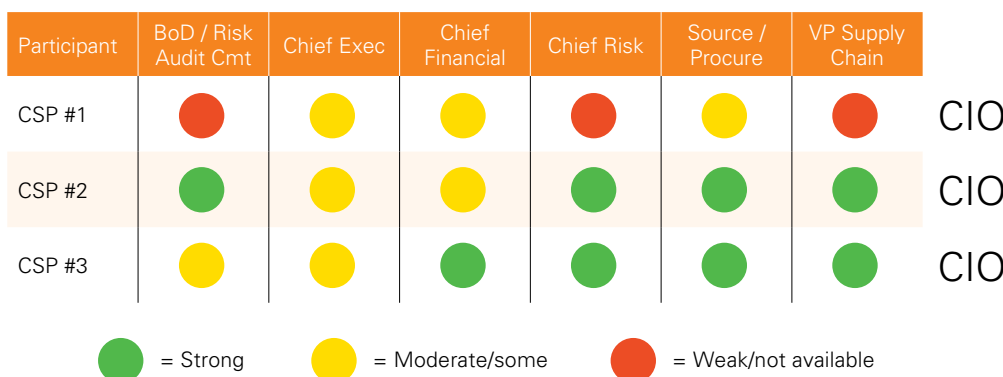 Participant
BoD / Risk
Audit Cmt
Chief Exec
Chief
Financial
Chief Risk
Source /
Procure
VP Supply
Chain
CSP #1
CIO
CSP #2
CIO
CSP #3
CIO
= Strong
= Moderate/some
= Weak/not available